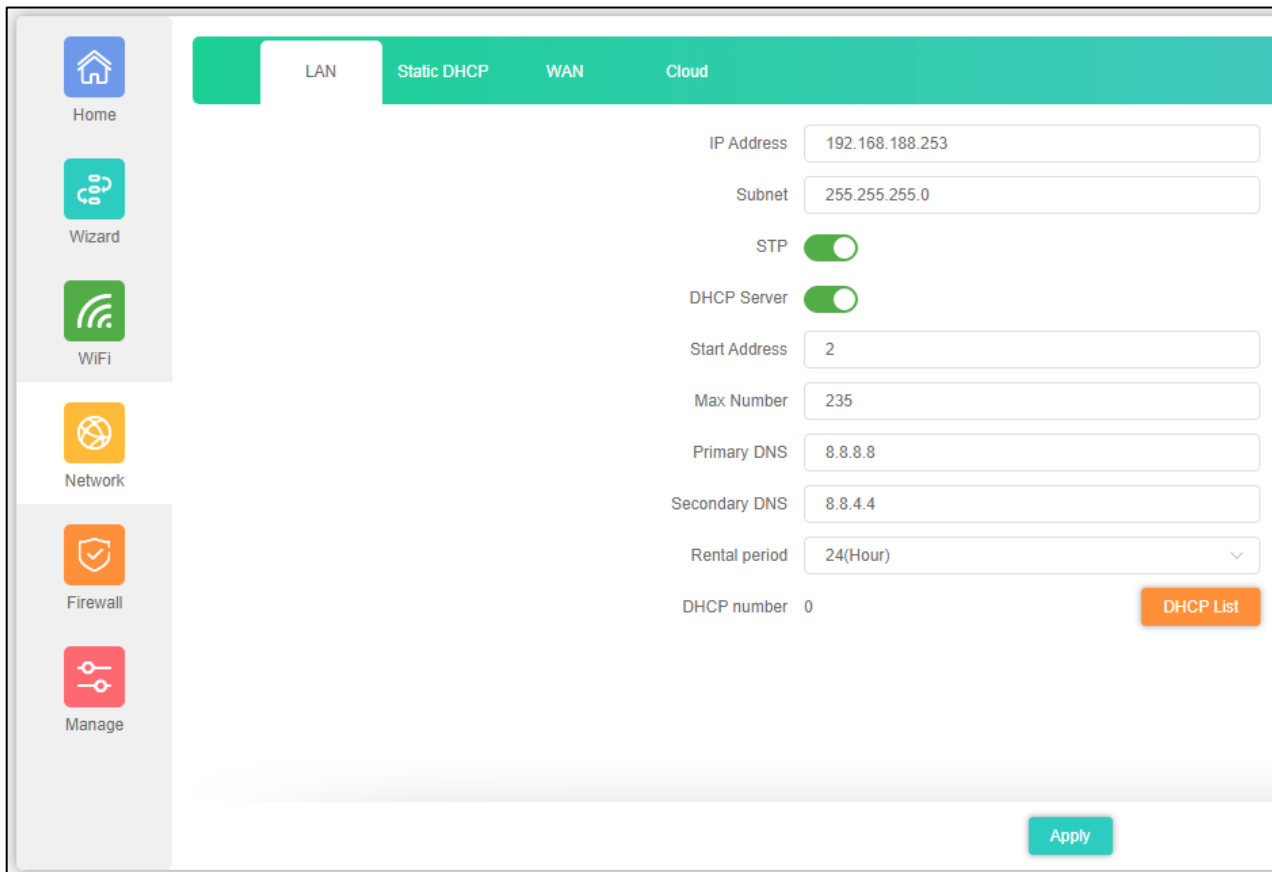 Home
Wizard
WiFi
Network
Firewall
Manage
LAN Static DHCP WAN Cloud
IP Address 192.168.188.253
Subnet 255.255.255.0
STP
DHCP Server
Start Address 2
Max Number 235
Primary DNS 8.8.8.8
Secondary DNS 8.8.4.4
Rental period 24(Hour)
DHCP number 0 DHCP List
Apply